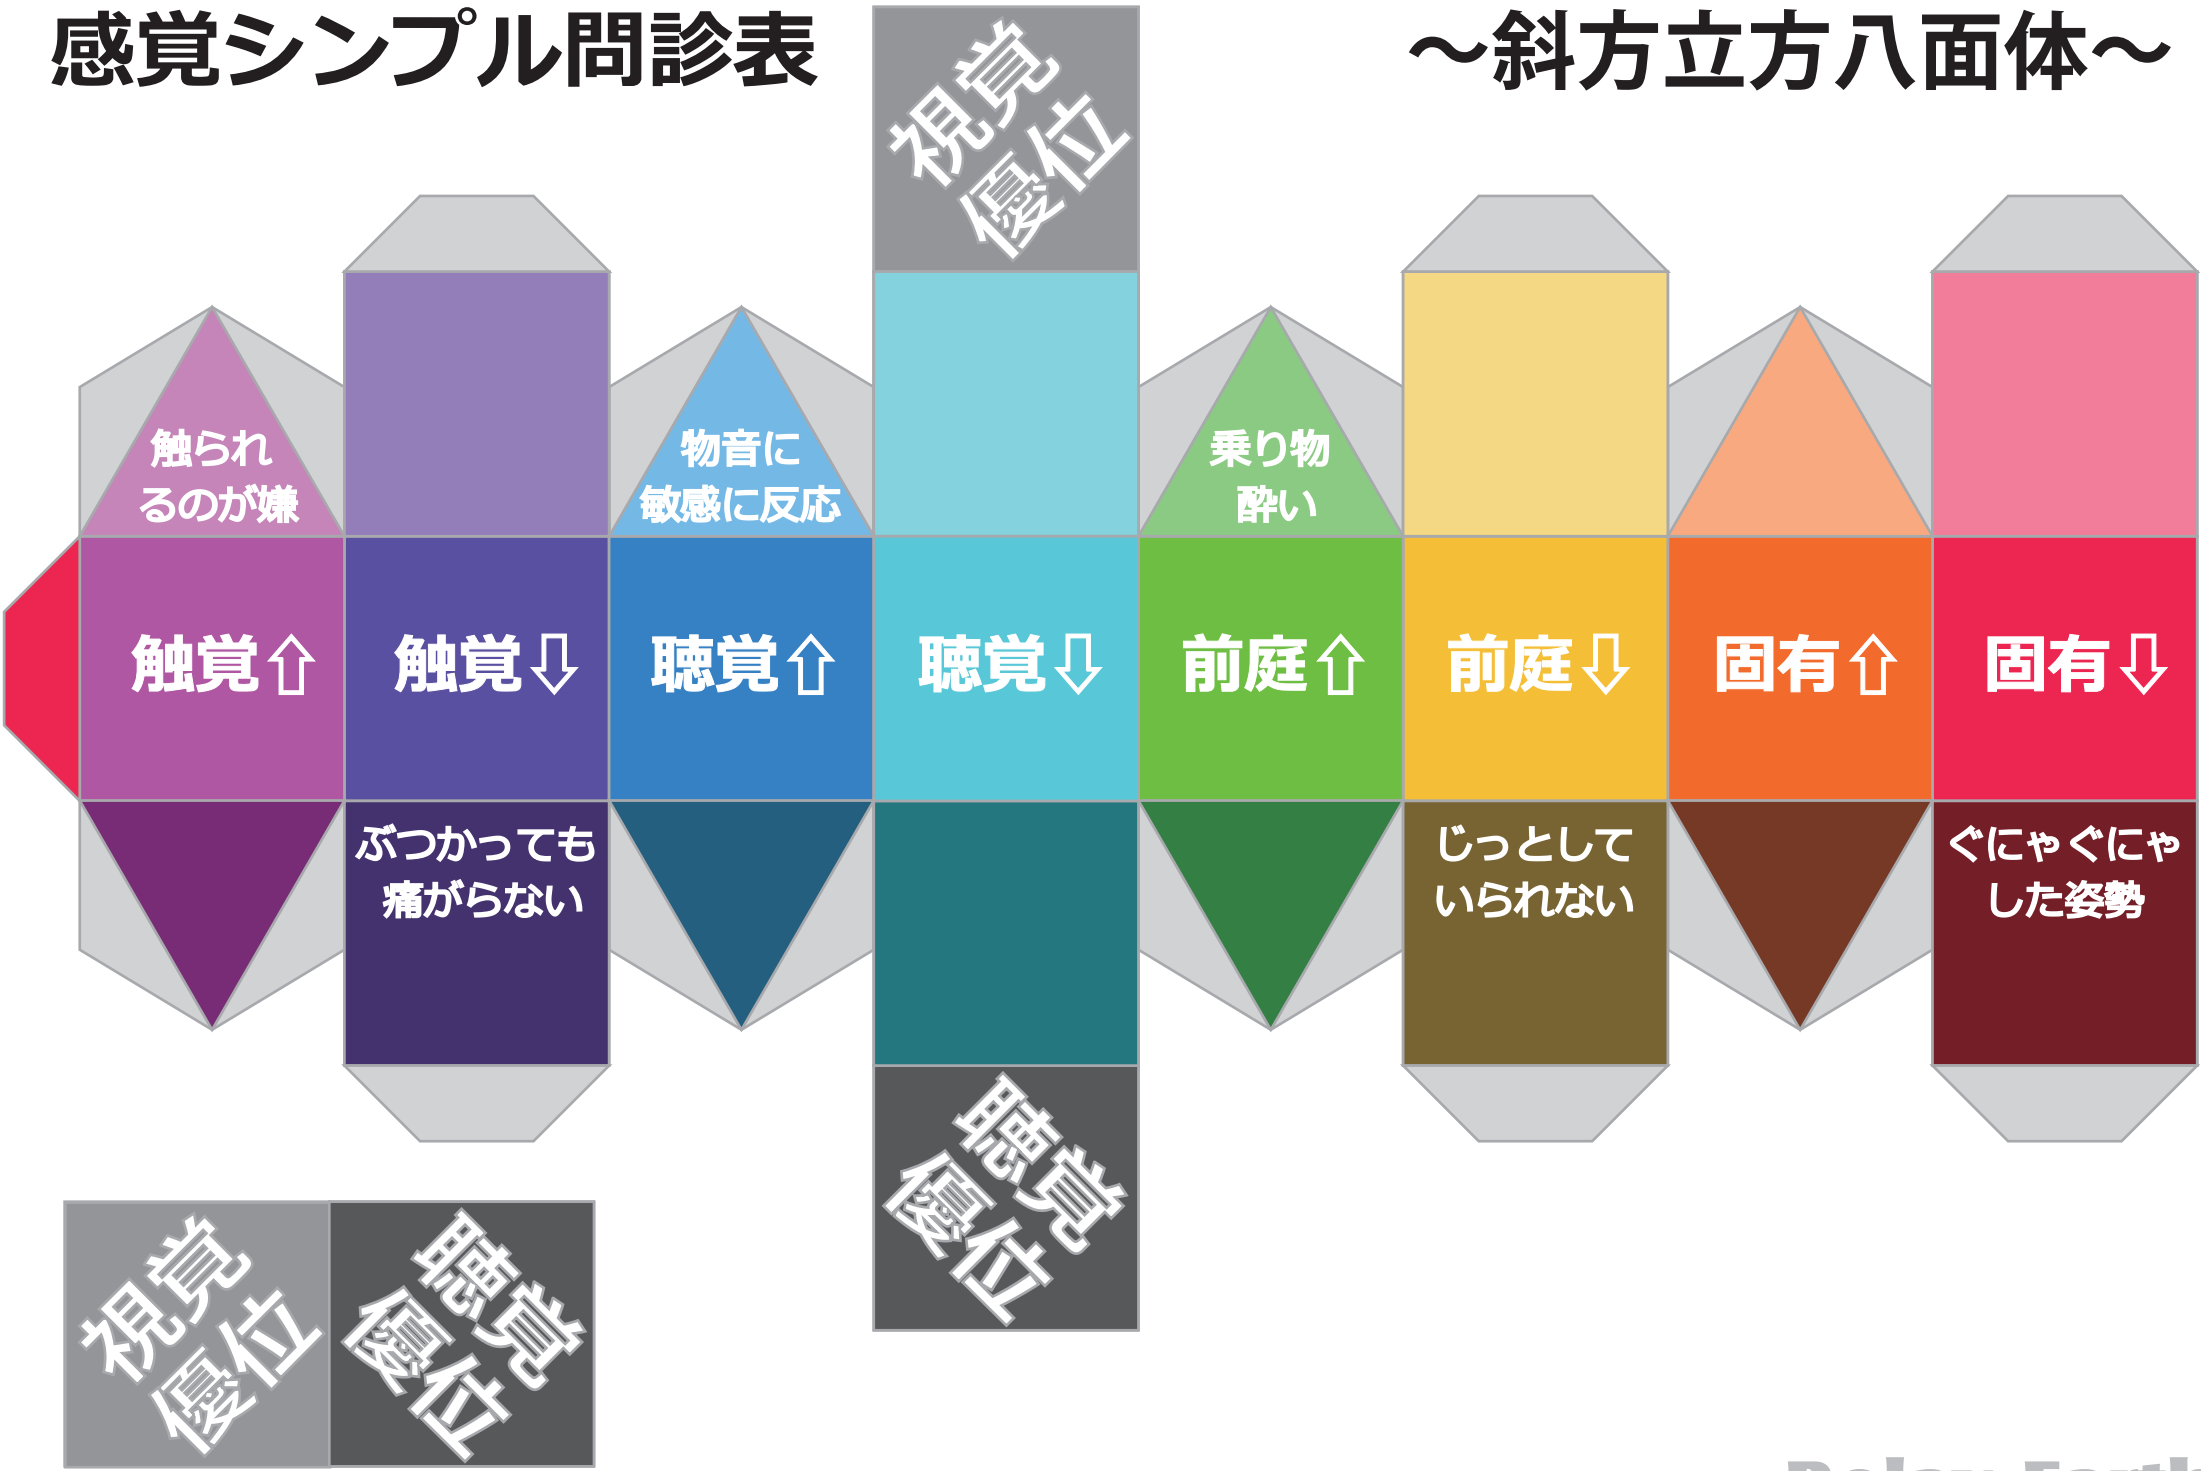 感覚シンプル問診表
～斜方立方八面体～
視覚
優位
触られ
るのが嫌
物音に
敏感に反応
乗り物
酔い
触覚⇧
触覚⇩
聴覚⇧
聴覚⇩
前庭⇧
前庭⇩
固有⇧
固有⇩
ぶつかっても
痛がらない
じっとして
いられない
ぐにゃぐにゃ
した姿勢
聴覚
優位
視覚
優位
聴覚
優位